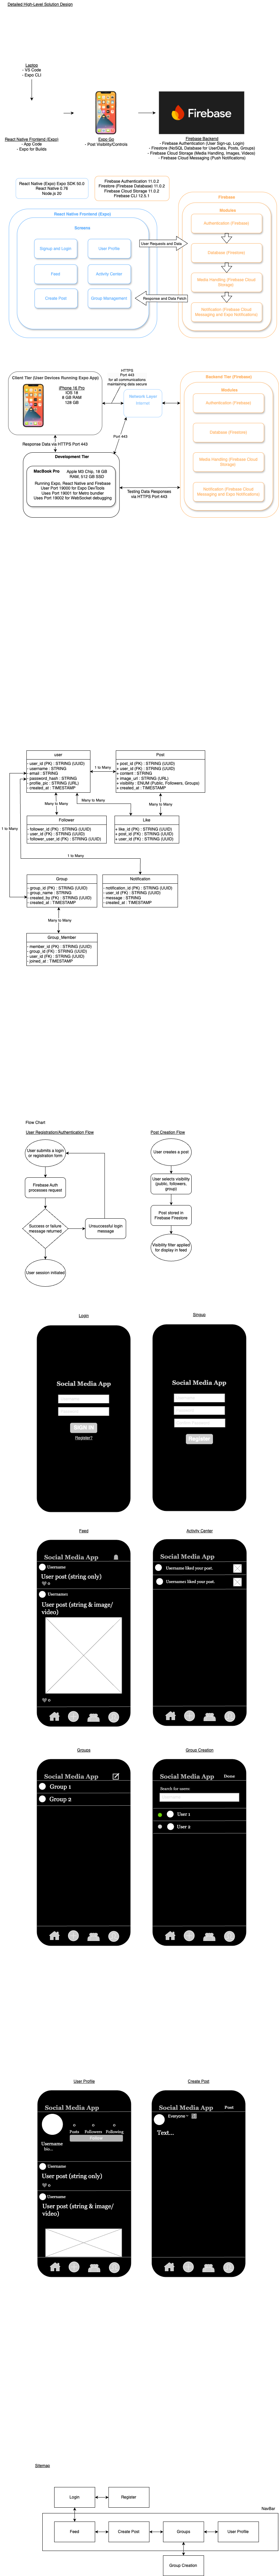 Detailed High-Level Solution Design
Laptop
- VS Code
- Expo CLI
React Native Frontend (Expo)
- App Code
- Expo for Builds
Expo Go
- Post Visibility/Controls
Firebase
Firebase Backend
- Firebase Authentication (User Sign-up, Login)
- Firestore (NoSQL Database for UserData, Posts, Groups)
- Firebase Cloud Storage (Media Handling, Images, Videos)
- Firebase Cloud Messaging (Push Notifications)
React Native (Expo) Expo SDK 50.0
React Native 0.76
Node.js 20
Firebase Authentication 11.0.2
Firestore (Firebase Database) 11.0.2
Firebase Cloud Storage 11.0.2
Firebase CLI 12.5.1
React Native Frontend (Expo)
Screens
Signup and Login
User Profile
Feed
Activity Center
Create Post
Group Management
User Requests and Data
Response and Data Fetch
Firebase
Modules
Authentication (Firebase)
Database (Firestore)
Media Handling (Firebase Cloud
Storage)
Notification (Firebase Cloud
Messaging and Expo Notifications)
Client Tier (User Devices Running Expo App)
iPhone 16 Pro
iOS 18
8 GB RAM
128 GB
HTTPS
Port 443
for all communications
maintaining data secure
Network Layer
Internet
Backend Tire (Firebase)
Modules
Authentication (Firebase)
Database (Firestore)
Media Handling (Firebase Cloud
Storage)
Notification (Firebase Cloud
Messaging and Expo Notifications)
Port 443
Response Data via HTTPS Port 443
Development Tier
MacBook Pro
Apple M3 Chip, 18 GB
RAM, 512 GB SSD
Running Expo, React Native and Firebase
User Port 19000 for Expo DevTools
Uses Port 19001 for Metro bundler
Uses Port 19002 for WebSocket debugging
Testing Data Responses
via HTTPS Port 443
user
- user_id (PK) : STRING (UUID)
- username : STRING
- email : STRING
- password_hash : STRING
- profile_pic : STRING (URL)
- created_at : TIMESTAMP
1 to Many
Post
+ post_id (PK) : STRING (UUID)
+ user_id (FK) : STRING (UUID)
+ content : STRING
+ image_url : STRING (URL)
+ visibility : ENUM (Public, Followers, Groups)
+ created_at : TIMESTAMP
Many to Many
Many to Many
Many to Many
1 to Many
Follower
- follower_id (PK) : STRING (UUID)
- user_id (FK) : STRING (UUID)
- follower_user_id (FK) : STRING (UUID)
Like
+ like_id (PK) : STRING (UUID)
+ post_id (FK) : STRING (UUID)
+ user_id (FK) : STRING (UUID)
1 to Many
Group
- group_id (PK) : STRING (UUID)
- group_name : STRING
- created_by (FK) : STRING (UUID)
- created_at : TIMESTAMP
Notification
- notification_id (PK) : STRING (UUID)
- user_id (FK) : STRING (UUID)
- message : STRING
- created_at : TIMESTAMP
Many to Many
Group_Member
- member_id (PK) : STRING (UUID)
- group_id (FK) : STRING (UUID)
- user_id (FK) : STRING (UUID)
- joined_at : TIMESTAMP
Flow Chart
User Registration/Authentication Flow
User submits a login
or registration form
Firebase Auth
processes request
Success or failure
message returned
Unsuccessful login
message
User session initiated
Post Creation Flow
User creates a post
User selects visibility
(public, followers,
group)
Post stored in
Firebase Firestore
Visibility filter applied
for display in feed
Login
Social Media App
SIGN IN
Register?
Social Media App
Register
Feed
Social Media App
Username
User post (string only)
0
Username1
User post (string & image/
video)
0
Activity Center
Social Media App
Username liked your post.
Username1 liked your post.
Groups
Social Media App
Group 1
Group 2
Group Creation
Social Media App
Done
Search for users:
User 1
User 2
User Profile
Social Media App
0
0
0
Posts
Followers
Following
Username
bio...
Username
User post (string only)
0
Username
User post (string & image/
video)
Create Post
Social Media App
Post
Everyone
Text...
Sitemap
Login
Register
NavBar
Feed
Create Post
Groups
User Profile
Group Creation